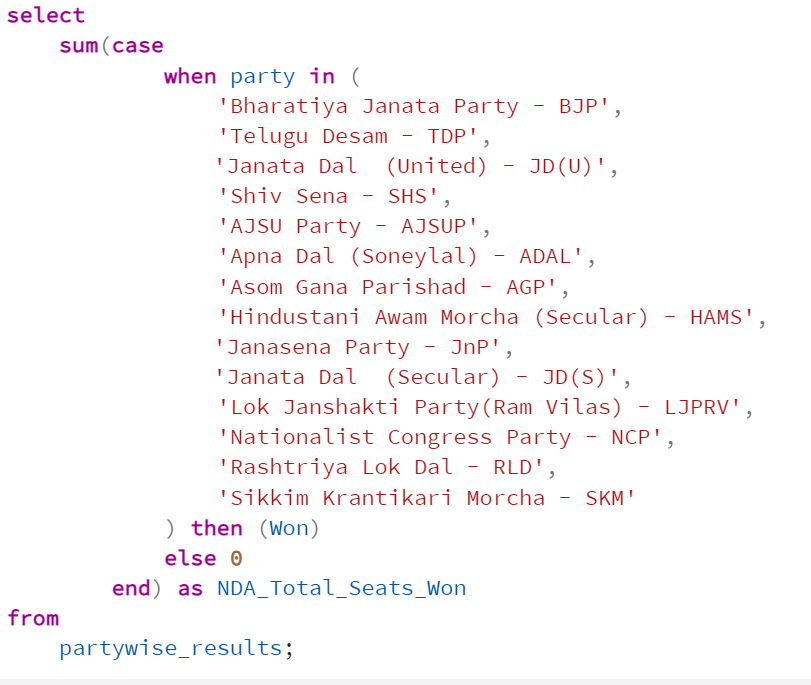 select
    sum(case
            when party in (
                'Bharatiya Janata Party - BJP',
                'Telugu Desam - TDP',
                'Janata Dal  (United) - JD(U)',
                'Shiv Sena - SHS',
                'AJSU Party - AJSUP',
                'Apna Dal (Soneylal) - ADAL',
                'Asom Gana Parishad - AGP',
                'Hindustani Awam Morcha (Secular) - HAMS',
                'Janasena Party - JnP',
                'Janata Dal  (Secular) - JD(S)',
                'Lok Janshakti Party(Ram Vilas) - LJPRV',
                'Nationalist Congress Party - NCP',
                'Rashtriya Lok Dal - RLD',
                'Sikkim Krantikari Morcha - SKM'
            ) then (Won)
            else 0
        end) as NDA_Total_Seats_Won
from
    partywise_results;